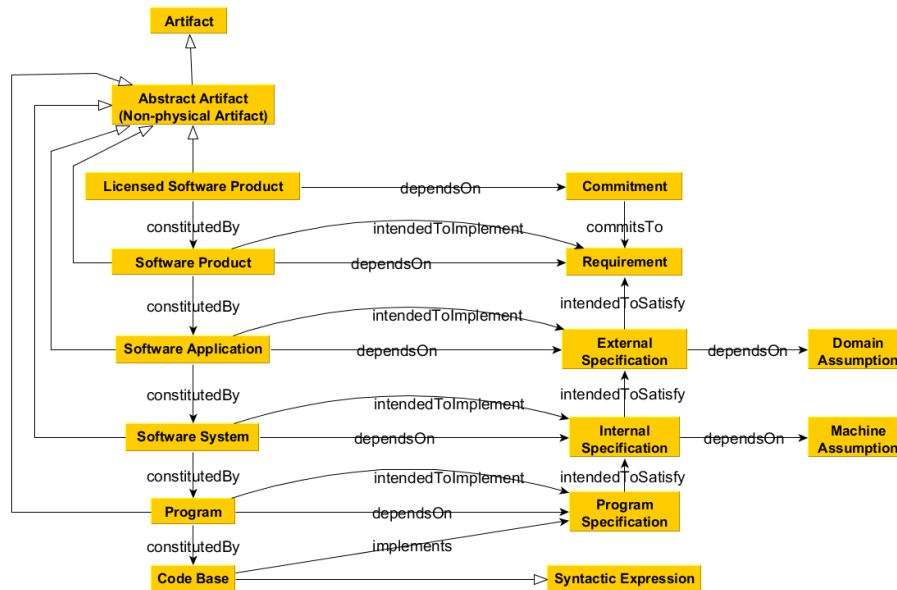 Artifact
Abstract Artifact
(Non-physical Artifact)
Licensed Software Product
dependsOn
Commitment
constitutedBy
intendedToImplement
commitsTo
Software Product
dependsOn
Requirement
constitutedBy
intendedToImplement
intendedToSatisfy
Software Application
dependsOn
External
Specification
dependsOn
Domain
Assumption
constitutedBy
intendedToImplement
intendedToSatisfy
Software System
dependsOn
Internal
Specification
dependsOn
Machine
Assumption
constitutedBy
intendedToImplement
intendedToSatisfy
Program
dependsOn
Program
Specification
constitutedBy
implements
Code Base
Syntactic Expression